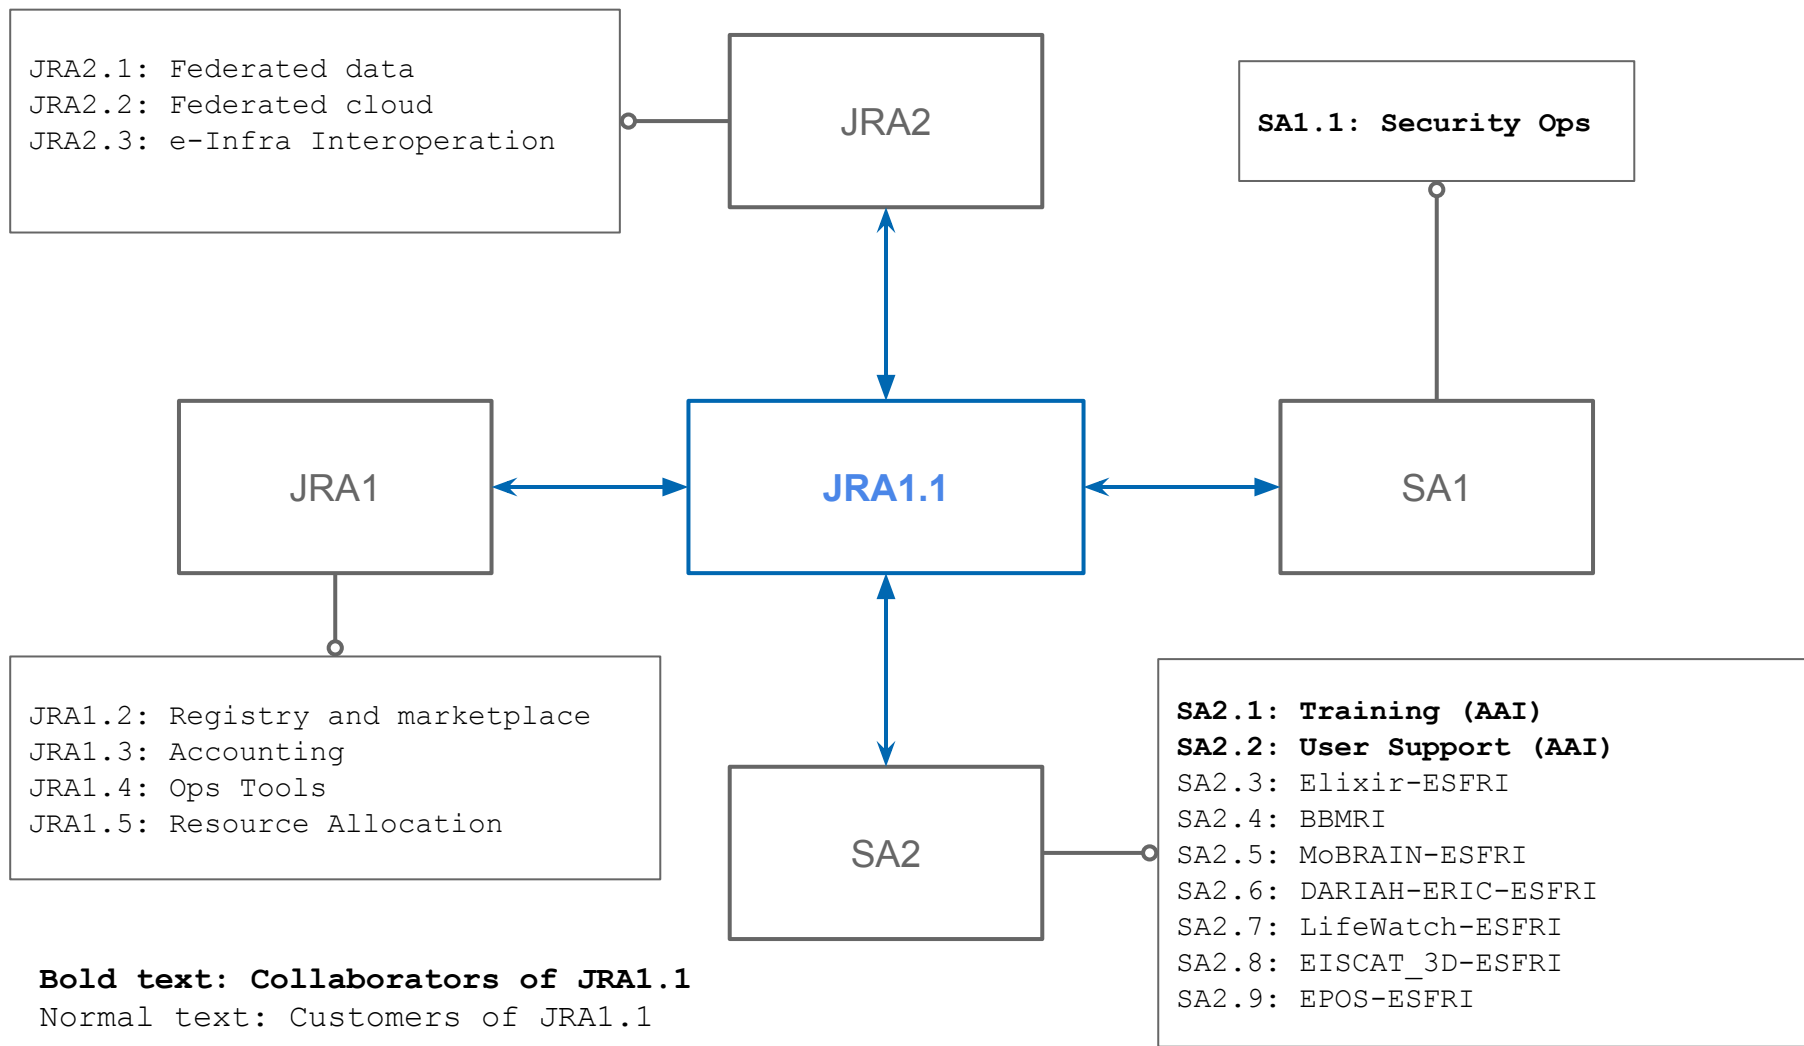 JRA2.1: Federated data
JRA2.2: Federated cloud
JRA2.3: e-Infra Interoperation
JRA2
SA1.1: Security Ops
JRA1
JRA1.1
SA1
JRA1.2: Registry and marketplace
JRA1.3: Accounting
JRA1.4: Ops Tools
JRA1.5: Resource Allocation
SA2
SA2.1: Training (AAI)
SA2.2: User Support (AAI)
SA2.3: Elixir-ESFRI
SA2.4: BBMRI
SA2.5: MoBRAIN-ESFRI
SA2.6: DARIAH-ERIC-ESFRI
SA2.7: LifeWatch-ESFRI
SA2.8: EISCAT_3D-ESFRI
SA2.9: EPOS-ESFRI
Bold text: Collaborators of JRA1.1
Normal text: Customers of JRA1.1